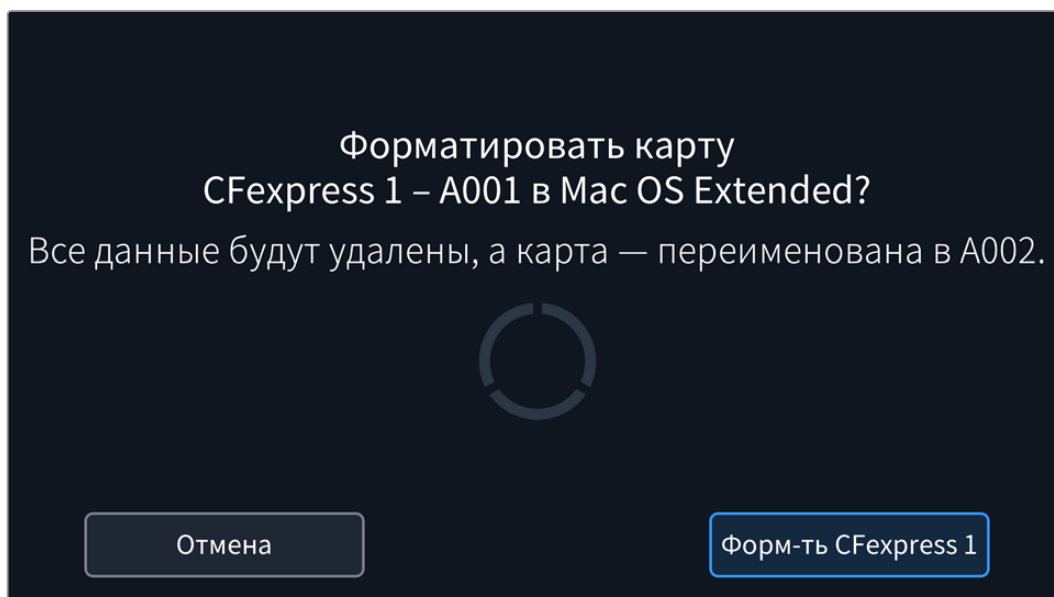 Форматировать карту
CFexpress 1 – A001 в Mac OS Extended?
Все данные будут удалены, а карта — переименована в A002.
Отмена
Форм-ть CFexpress 1